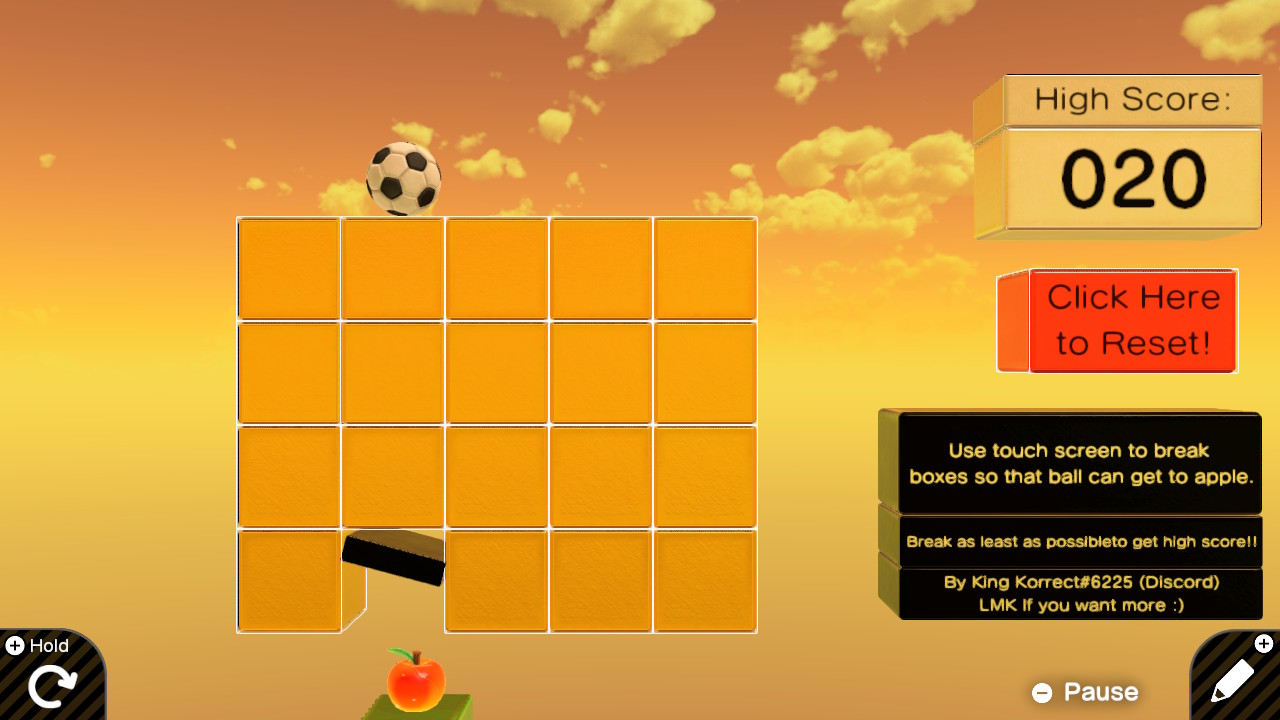 High Score:
020
Click Here
to Reset!
Use touch screen to break
boxes so that ball can get to apple.
Break as least as possibleto get high score!!
By King Korrect#6225 (Discord)
LMK If you want more :)
Hold
Pause